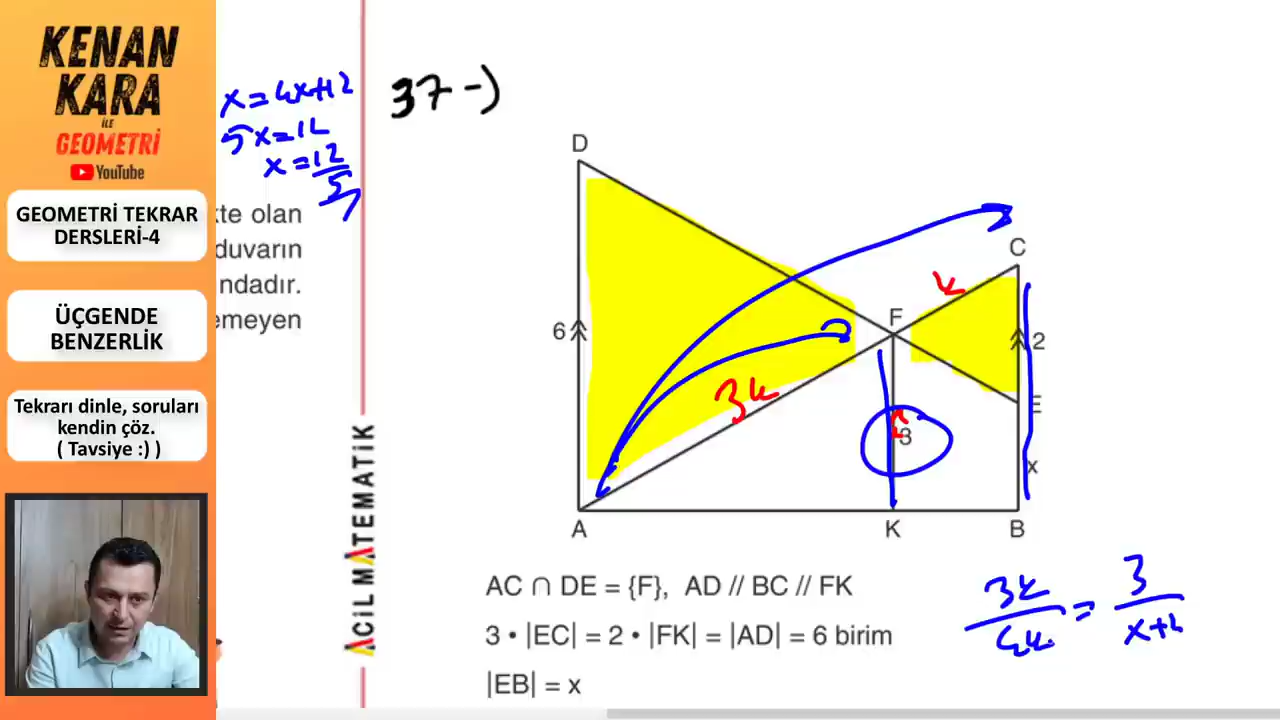 KENAN
KARA
İLE
GEOMETRİ
YouTube
GEOMETRİ TEKRAR
DERSLERİ-4
ÜÇGENDE
BENZERLİK
Tekrarı dinle, soruları
kendin çöz.
( Tavsiye :) )
x = 4x+12
5x = 12
x = 12/5
kte olan
duvarın
ndadır.
emeyen
ACİL MATEMATİK
37-)
D
C
k
F
6
2
3k
E
3
x
A
K
B
AC ∩ DE = {F}, AD // BC // FK
3 • |EC| = 2 • |FK| = |AD| = 6 birim
|EB| = x
3k/4k = 3/x+2